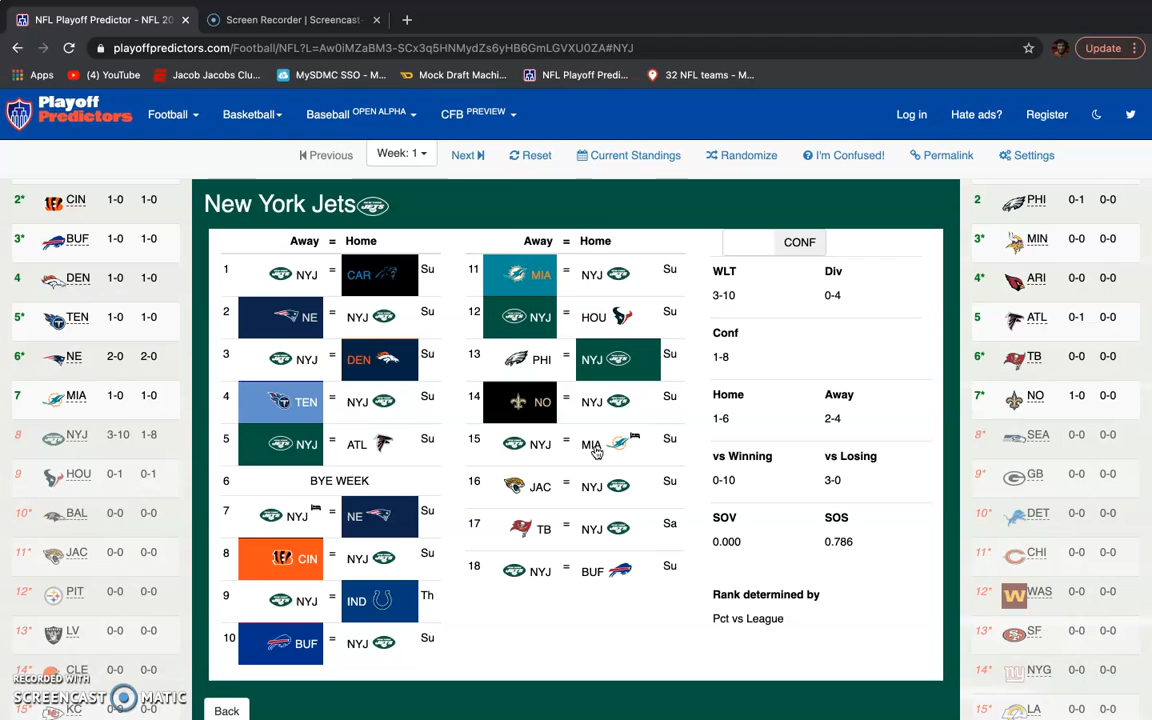 NFL Playoff Predictor - NFL 20
Screen Recorder | Screencast-
playoffpredictors.com/Football/NFL?L=Aw0iMZaBM3-SCx3q5HNMydZs6yHB6GmLGVXU0ZA#NYJ
Update
Apps
(4) YouTube
Jacob Jacobs Clu...
MySDMC SSO - M...
Mock Draft Machi...
NFL Playoff Predi...
32 NFL teams - M...
Playoff
Predictors
Football
Basketball
Baseball OPEN ALPHA
CFB PREVIEW
Log in
Hate ads?
Register
Previous
Week: 1
Next
Reset
Current Standings
Randomize
I'm Confused!
Permalink
Settings
2* CIN 1-0 1-0
3* BUF 1-0 1-0
4 DEN 1-0 1-0
5* TEN 1-0 1-0
6* NE 2-0 2-0
7 MIA 1-0 1-0
8 NYJ 3-10 1-8
9 HOU 0-1 0-1
10* BAL 0-0 0-0
11* JAC 0-0 0-0
12* PIT 0-0 0-0
13* LV 0-0 0-0
14* CLE 0-0 0-0
15* KC 0-0 0-0
RECORDED WITH
SCREENCAST MATIC
New York Jets
Away = Home
1 NYJ = CAR Su
2 NE = NYJ Su
3 NYJ = DEN Su
4 TEN = NYJ Su
5 NYJ = ATL Su
6 BYE WEEK
7 NYJ = NE Su
8 CIN = NYJ Su
9 NYJ = IND Th
10 BUF = NYJ Su
Away = Home
11 MIA = NYJ Su
12 NYJ = HOU Su
13 PHI = NYJ Su
14 NO = NYJ Su
15 NYJ = MIA Su
16 JAC = NYJ Su
17 TB = NYJ Sa
18 NYJ = BUF Su
CONF
WLT Div
3-10 0-4
Conf
1-8
Home Away
1-6 2-4
vs Winning vs Losing
0-10 3-0
SOV SOS
0.000 0.786
Rank determined by
Pct vs League
Back
2 PHI 0-1 0-0
3* MIN 0-0 0-0
4* ARI 0-0 0-0
5 ATL 0-1 0-0
6* TB 0-0 0-0
7* NO 1-0 0-0
8* SEA 0-0 0-0
9* GB 0-0 0-0
10* DET 0-0 0-0
11* CHI 0-0 0-0
12* WAS 0-0 0-0
13* SF 0-0 0-0
14* NYG 0-0 0-0
15* LA 0-0 0-0